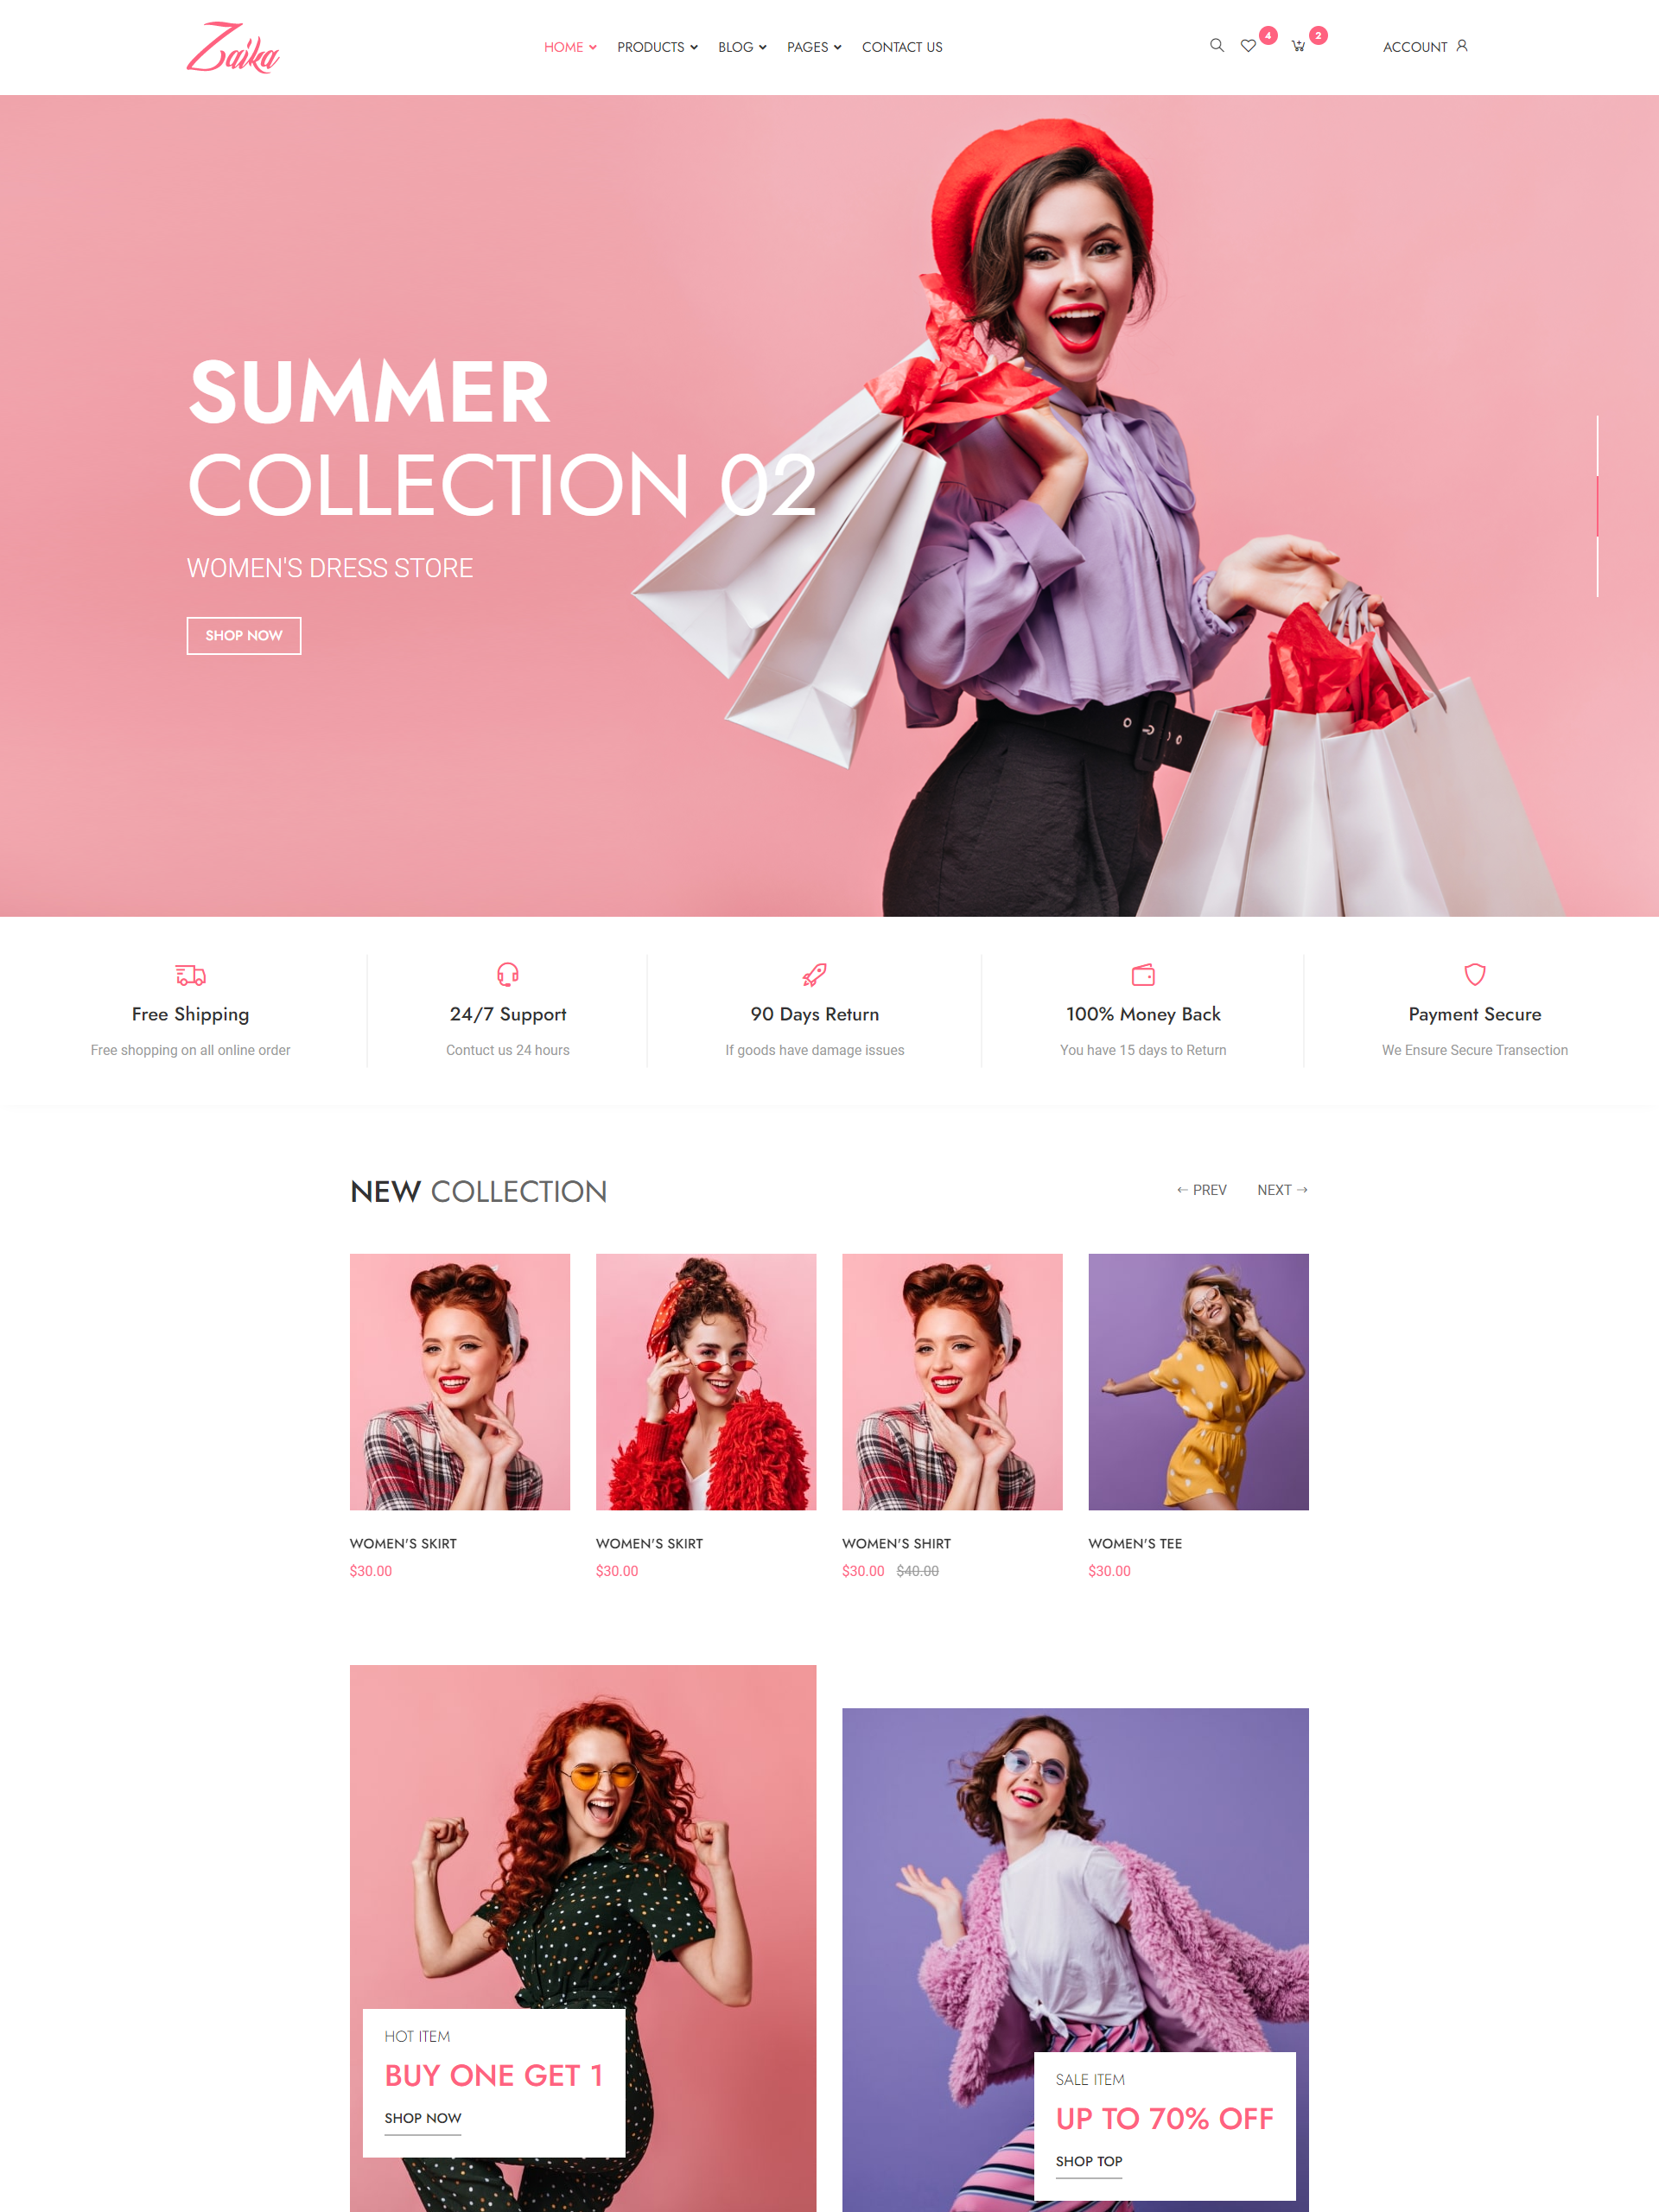 Zaika
HOME PRODUCTS BLOG PAGES CONTACT US
4 2
ACCOUNT
SUMMER
COLLECTION 02
WOMEN'S DRESS STORE
SHOP NOW
Free Shipping
Free shopping on all online order
24/7 Support
Contuct us 24 hours
90 Days Return
If goods have damage issues
100% Money Back
You have 15 days to Return
Payment Secure
We Ensure Secure Transection
NEW COLLECTION
← PREV NEXT →
WOMEN'S SKIRT
$30.00
WOMEN'S SKIRT
$30.00
WOMEN'S SHIRT
$30.00 $40.00
WOMEN'S TEE
$30.00
HOT ITEM
BUY ONE GET 1
SHOP NOW
SALE ITEM
UP TO 70% OFF
SHOP TOP